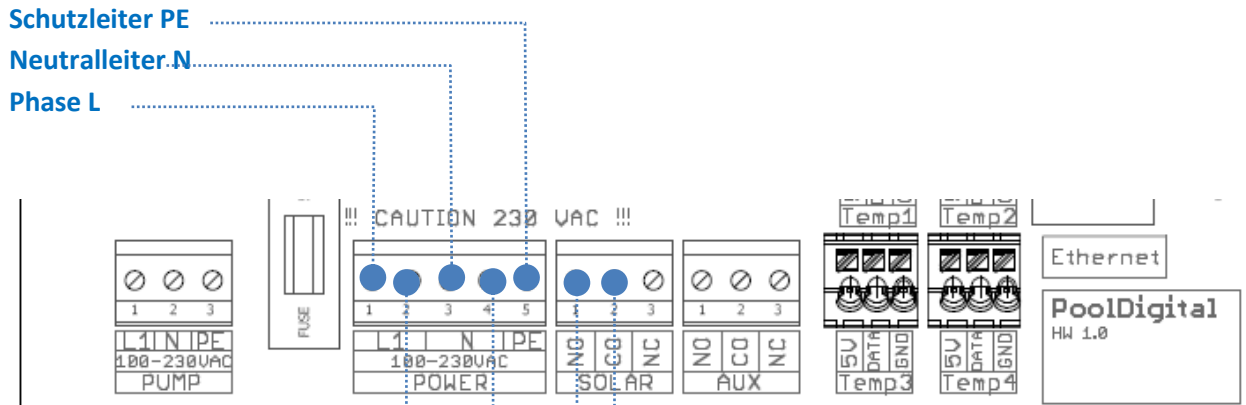 Schutzleiter PE
Neutralleiter N
Phase L
!!! CAUTION 230 VAC !!!
Temp1 Temp2
Ethernet
FUSE
1 2 3 1 2 3 4 5 1 2 3 1 2 3
PoolDigital
HW 1.0
L1 N PE L1 N PE NO CO NC NO CO NC 5V DATA GND 5V DATA GND
100-230VAC 100-230VAC
PUMP POWER SOLAR AUX Temp3 Temp4